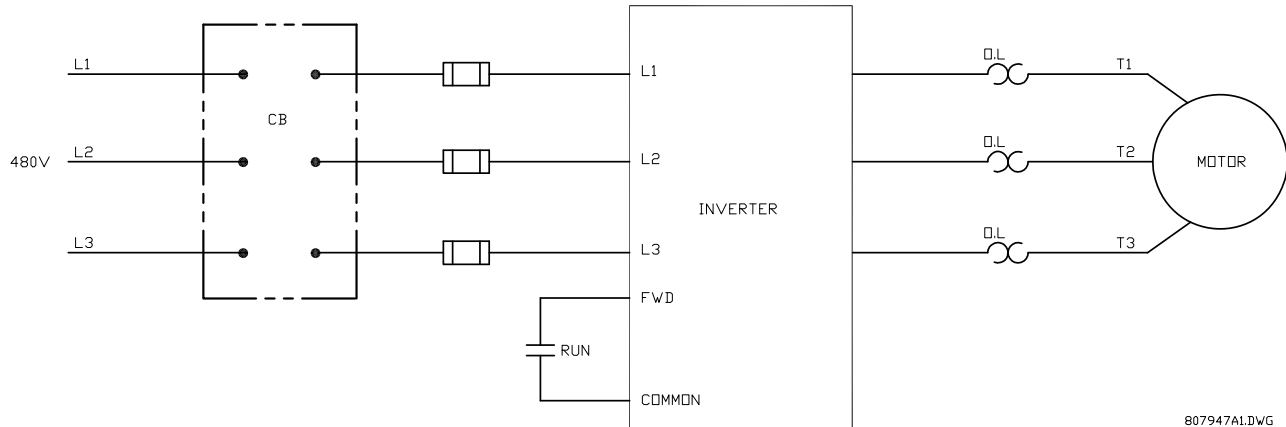 L1
L2
L3
480V
CB
L1
L2
L3
INVERTER
FWD
RUN
COMMON
O.L
O.L
O.L
T1
T2
T3
MOTOR
807947A1.DWG